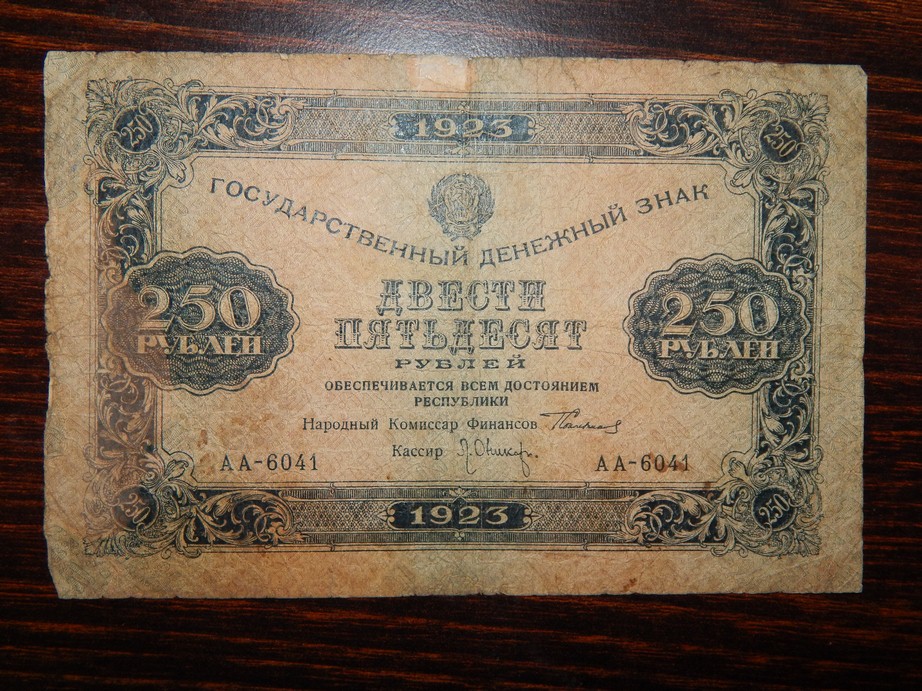 1923
250
250
ГОСУДАРСТВЕННЫЙ ДЕНЕЖНЫЙ ЗНАК
250
РУБЛЕЙ
ДВЕСТИ
ПЯТЬДЕСЯТ
РУБЛЕЙ
250
РУБЛЕЙ
ОБЕСПЕЧИВАЕТСЯ ВСЕМ ДОСТОЯНИЕМ
РЕСПУБЛИКИ
Народный Комиссар Финансов
Кассир
АА-6041
АА-6041
250
1923
250